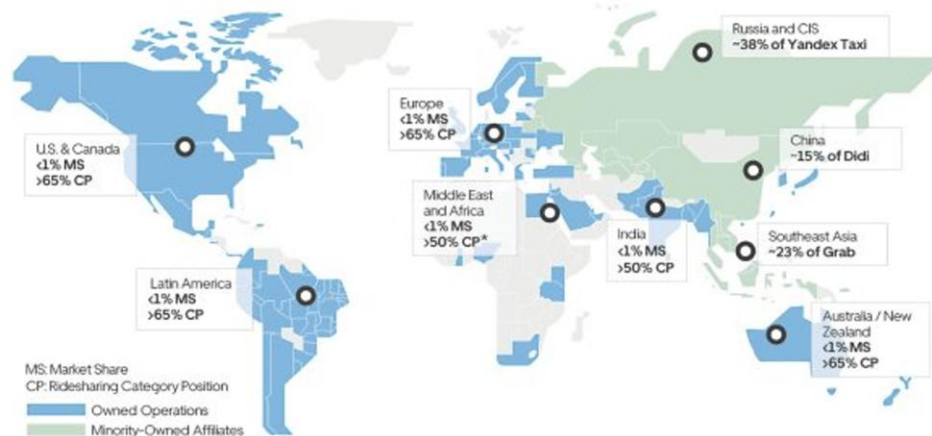 Russia and CIS
~38% of Yandex Taxi
Europe
<1% MS
>65% CP
U.S. & Canada
<1% MS
>65% CP
China
~15% of Didi
Middle East
and Africa
<1% MS
>50% CP*
India
<1% MS
>50% CP
Southeast Asia
~23% of Grab
Latin America
<1% MS
>65% CP
Australia / New
Zealand
<1% MS
>65% CP
MS: Market Share
CP: Ridesharing Category Position
Owned Operations
Minority-Owned Affiliates